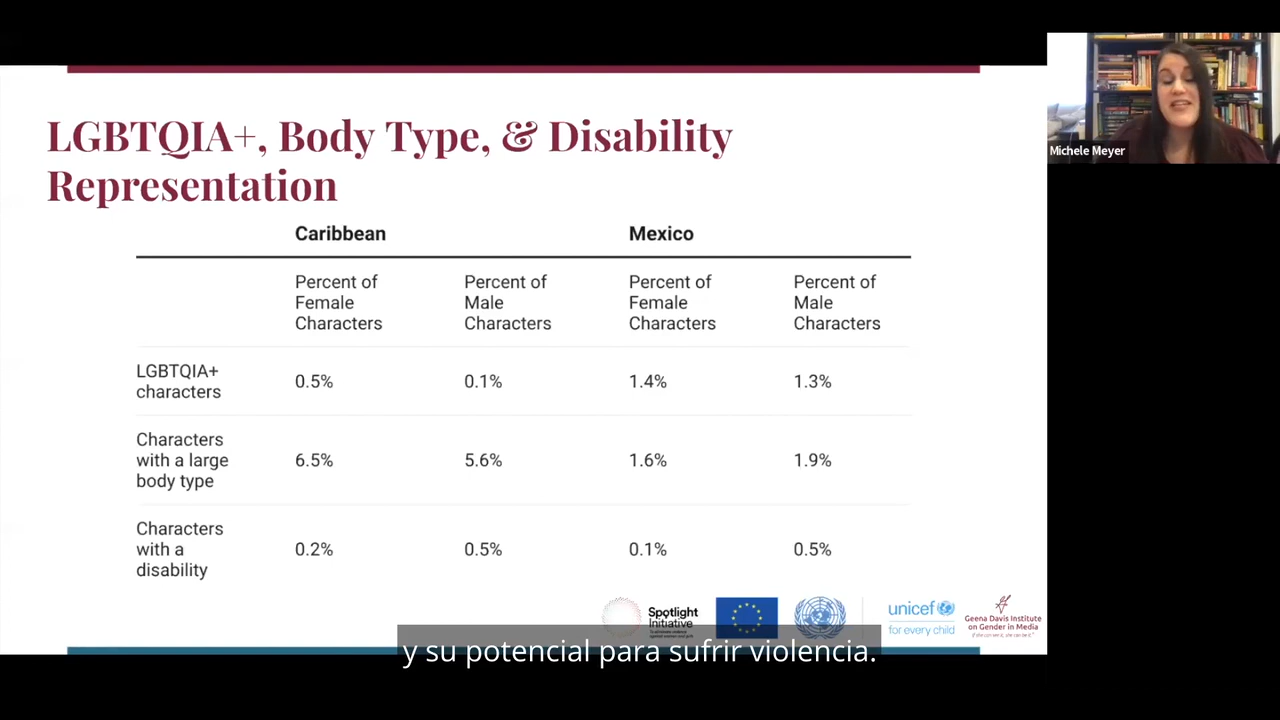 LGBTQIA+, Body Type, & Disability
Representation
Michele Meyer
Caribbean
Mexico
Percent of
Female
Characters
Percent of
Male
Characters
Percent of
Female
Characters
Percent of
Male
Characters
LGBTQIA+
characters
0.5%
0.1%
1.4%
1.3%
Characters
with a large
body type
6.5%
5.6%
1.6%
1.9%
Characters
with a
disability
0.2%
0.5%
0.1%
0.5%
Spotlight
Initiative
unicef
for every child
Geena Davis Institute
on Gender in Media
y su potencial para sufrir violencia.